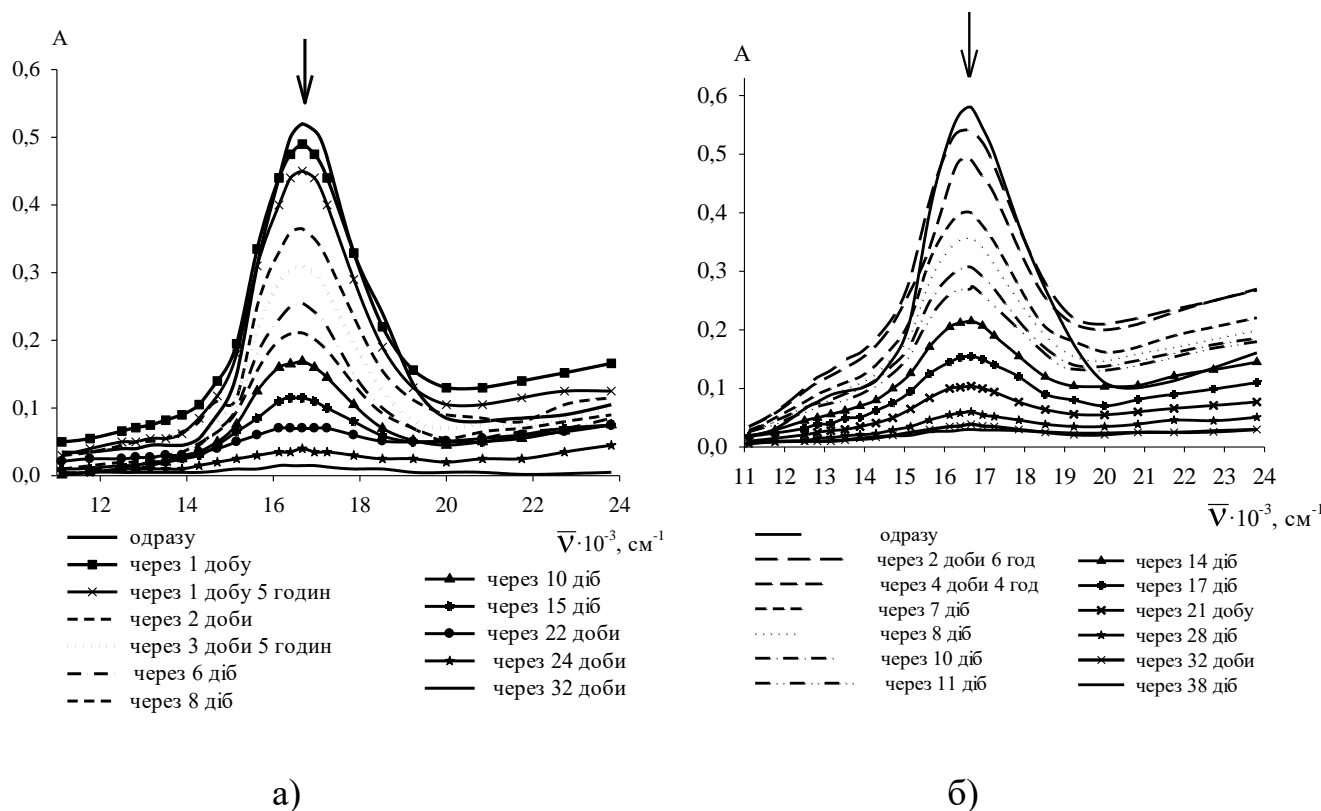 A
0,6
0,5
0,4
0,3
0,2
0,1
0,0
12
14
16
18
20
22
24
ν̅·10⁻³, см⁻¹
одразу
через 1 добу
через 1 добу 5 годин
через 2 доби
через 3 доби 5 годин
через 6 діб
через 8 діб
через 10 діб
через 15 діб
через 22 доби
через 24 доби
через 32 доби
а)
б)
A
0,6
0,5
0,4
0,3
0,2
0,1
0,0
11
12
13
14
15
16
17
18
19
20
21
22
23
24
ν̅·10⁻³, см⁻¹
одразу
через 2 доби 6 год
через 4 доби 4 год
через 7 діб
через 8 діб
через 10 діб
через 11 діб
через 14 діб
через 17 діб
через 21 добу
через 28 діб
через 32 доби
через 38 діб
б)